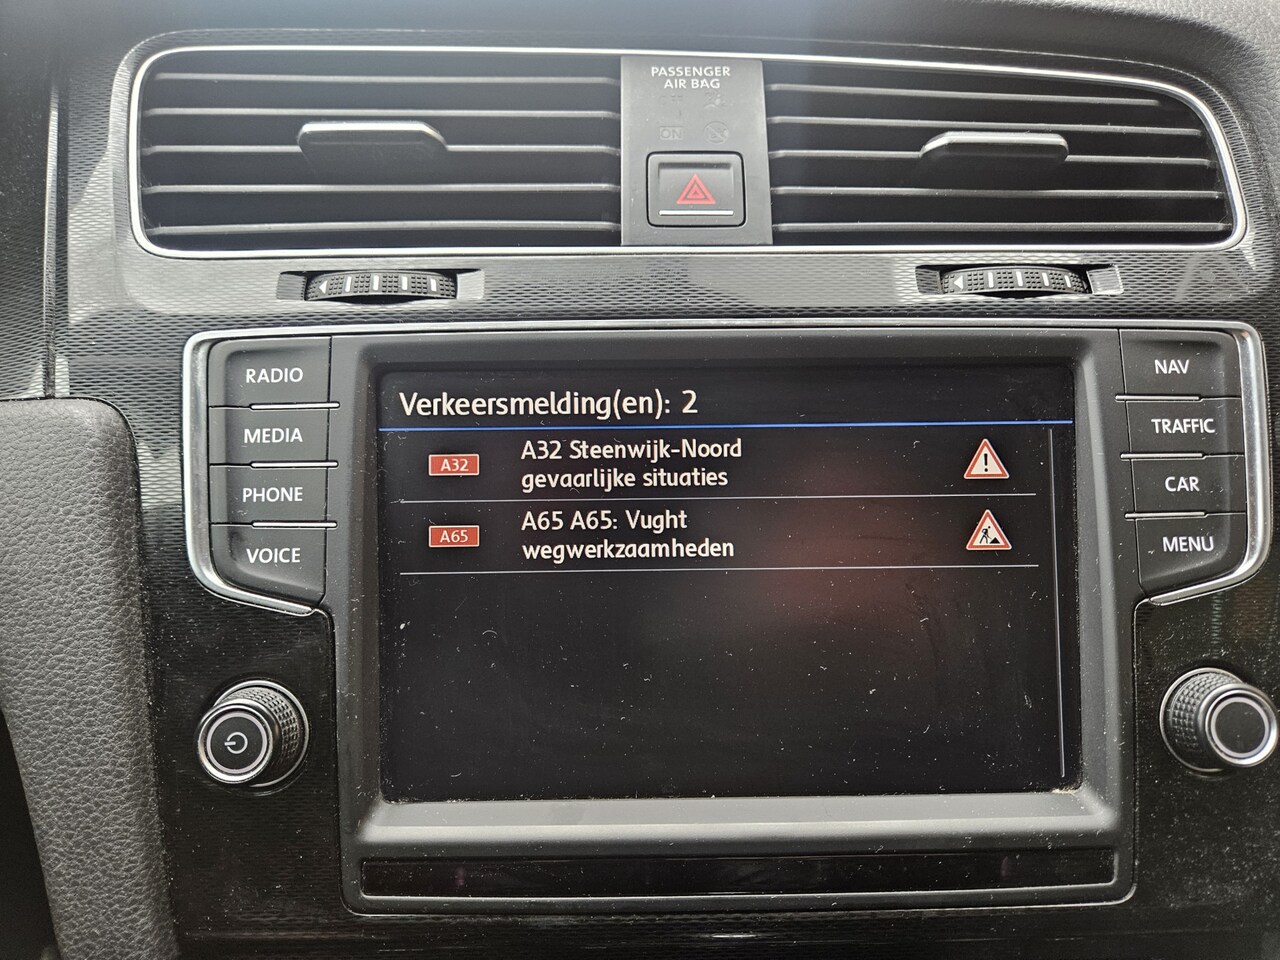 PASSENGER
AIR BAG
ON
RADIO
MEDIA
PHONE
VOICE
Verkeersmelding(en): 2
A32
A32 Steenwijk-Noord
gevaarlijke situaties
A65
A65 A65: Vught
wegwerkzaamheden
NAV
TRAFFIC
CAR
MENU